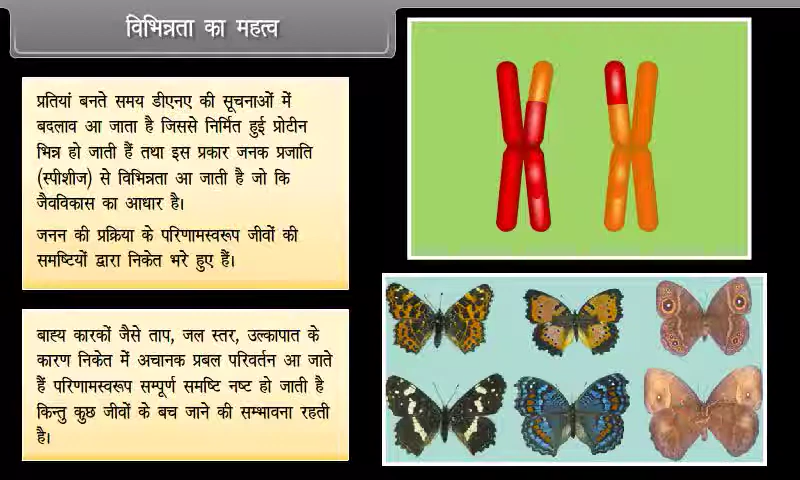 विभिन्नता का महत्व
प्रतियां बनते समय डीएनए की सूचनाओं में
बदलाव आ जाता है जिससे निर्मित हुई प्रोटीन
भिन्न हो जाती हैं तथा इस प्रकार जनक प्रजाति
(स्पीशीज) से विभिन्नता आ जाती है जो कि
जैवविकास का आधार है।
जनन की प्रक्रिया के परिणामस्वरूप जीवों की
समष्टियों द्वारा निकेत भरे हुए हैं।
बाह्य कारकों जैसे ताप, जल स्तर, उल्कापात के
कारण निकेत में अचानक प्रबल परिवर्तन आ जाते
हैं परिणामस्वरूप सम्पूर्ण समष्टि नष्ट हो जाती है
किन्तु कुछ जीवों के बच जाने की सम्भावना रहती
है।